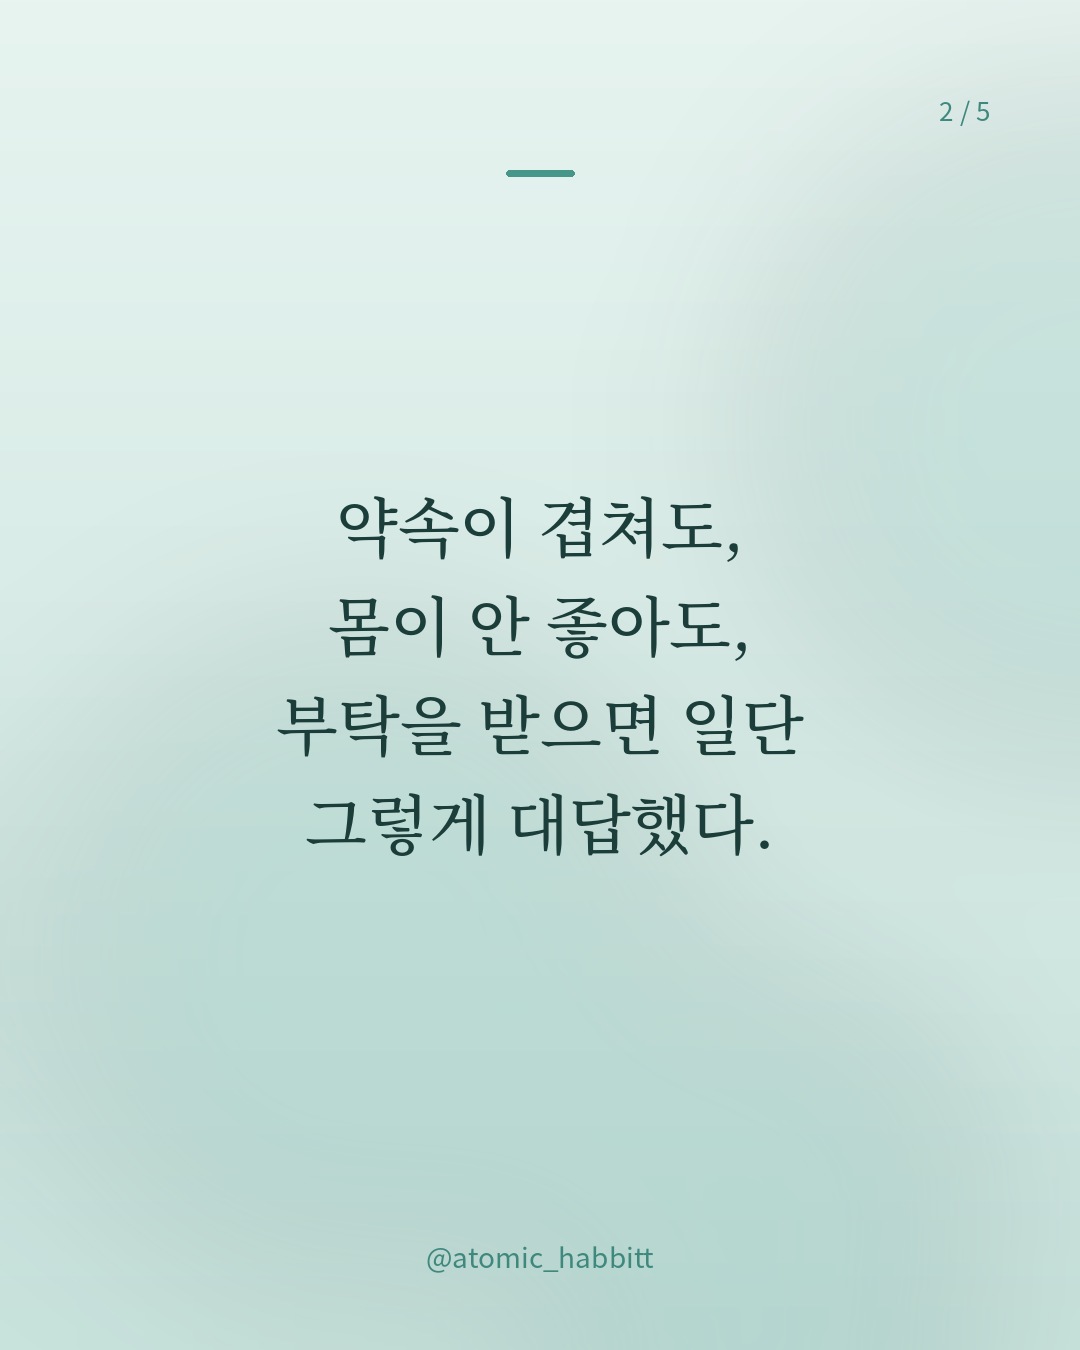 2 / 5
약속이 겹쳐도,
몸이 안 좋아도,
부탁을 받으면 일단
그렇게 대답했다.
@atomic_habbitt